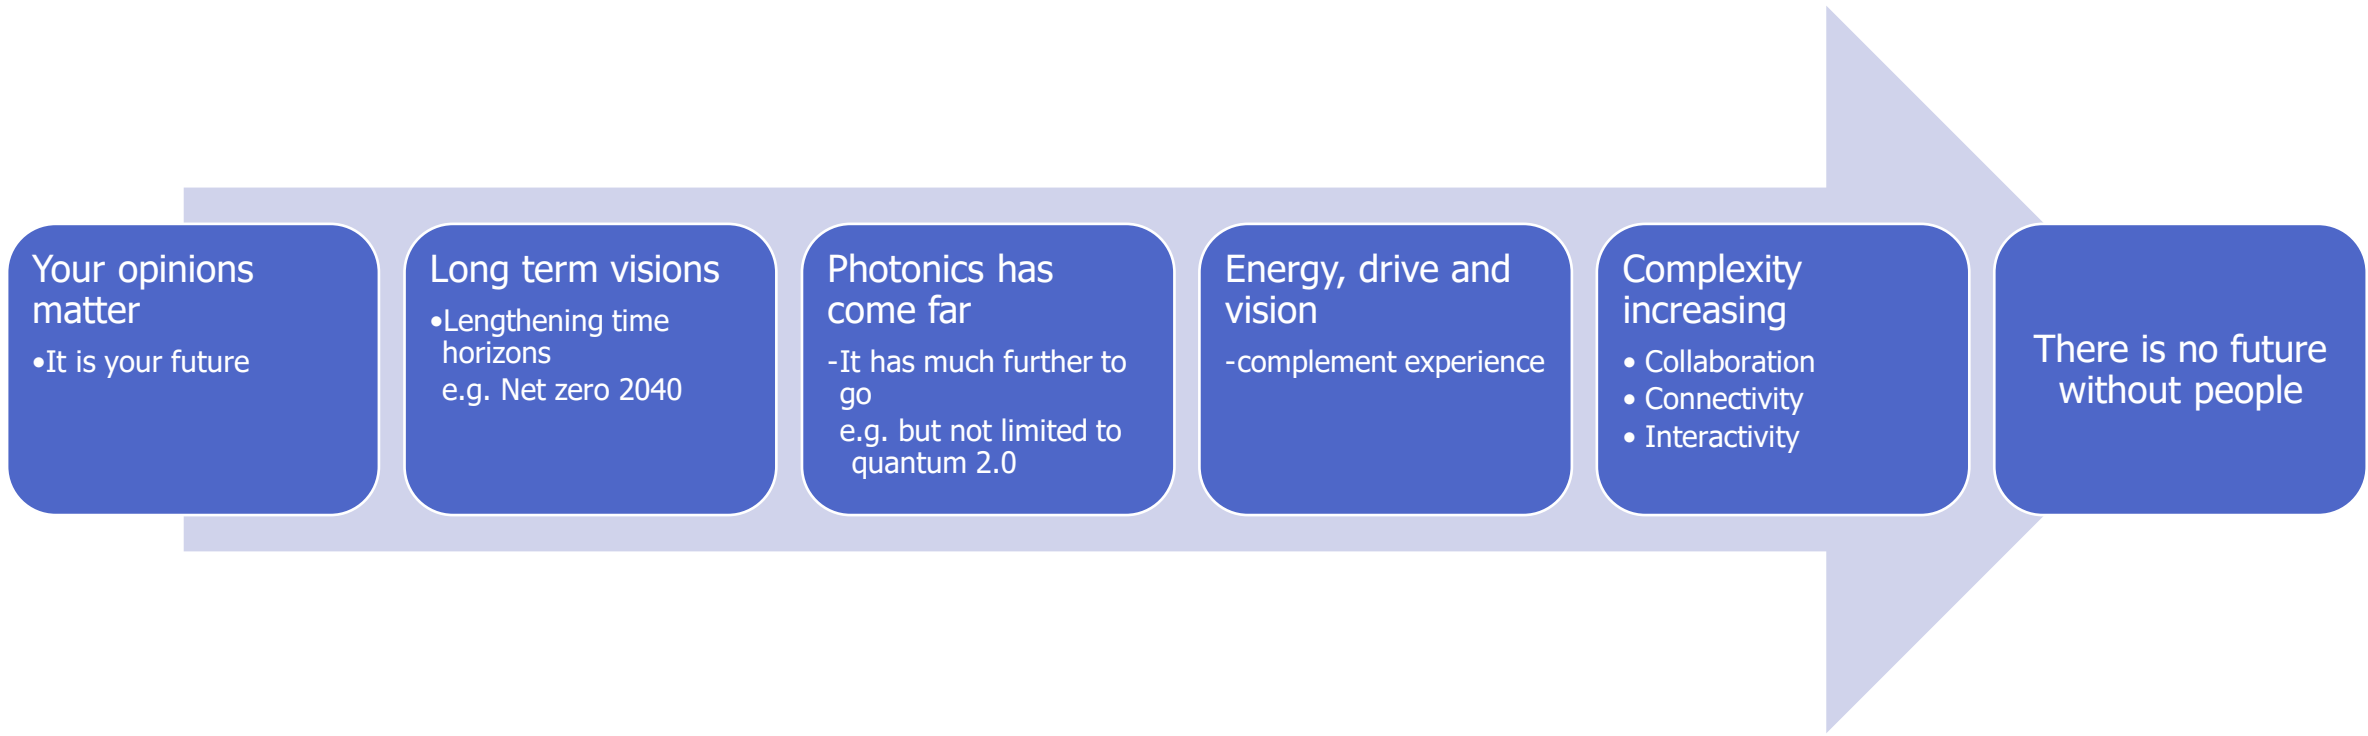 Your opinions
matter
•It is your future
Long term visions
•Lengthening time
horizons
e.g. Net zero 2040
Photonics has
come far
-It has much further to
go
e.g. but not limited to
quantum 2.0
Energy, drive and
vision
-complement experience
Complexity
increasing
• Collaboration
• Connectivity
• Interactivity
There is no future
without people